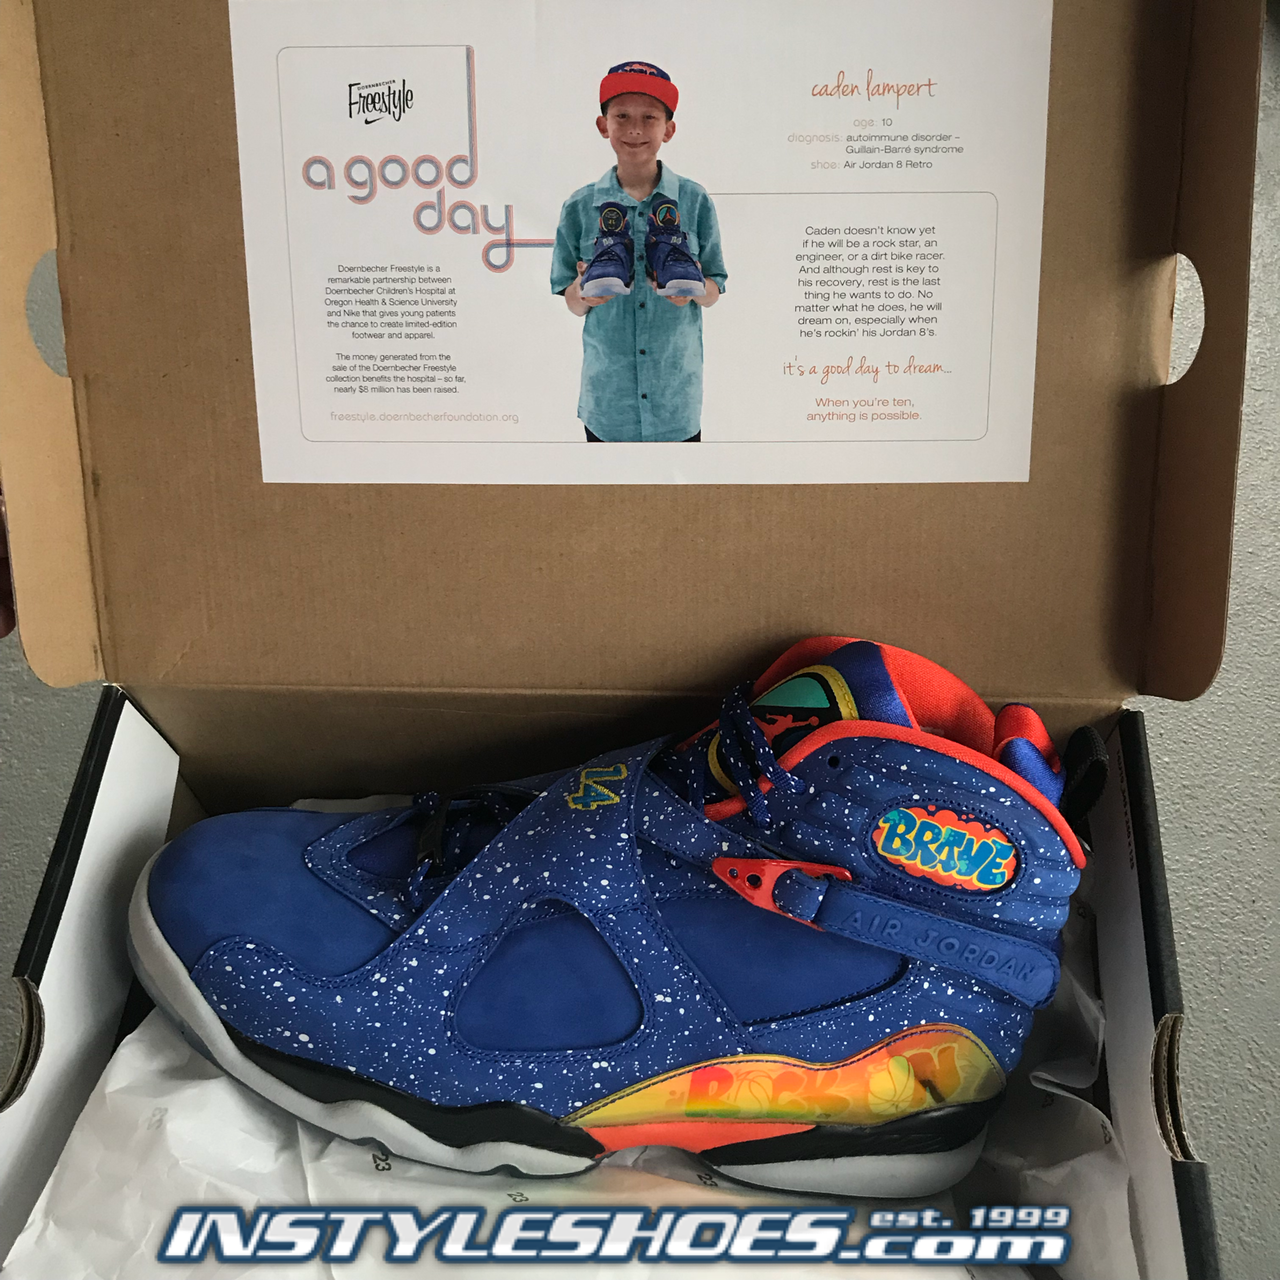 DOERNBECHER
Freestyle
a good
day
Doernbecher Freestyle is a
remarkable partnership between
Doernbecher Children's Hospital at
Oregon Health & Science University
and Nike that gives young patients
the chance to create limited-edition
footwear and apparel.
The money generated from the
sale of the Doernbecher Freestyle
collection benefits the hospital – so far,
nearly $8 million has been raised.
freestyle.doernbecherfoundation.org
caden lampert
age: 10
diagnosis: autoimmune disorder –
Guillain-Barré syndrome
shoe: Air Jordan 8 Retro
Caden doesn't know yet
if he will be a rock star, an
engineer, or a dirt bike racer.
And although rest is key to
his recovery, rest is the last
thing he wants to do. No
matter what he does, he will
dream on, especially when
he's rockin' his Jordan 8's.
it's a good day to dream...
When you're ten,
anything is possible.
14
BRAVE
AIR JORDAN
ROCK ON
23
23
23
INSTYLESHOES.com
est. 1999